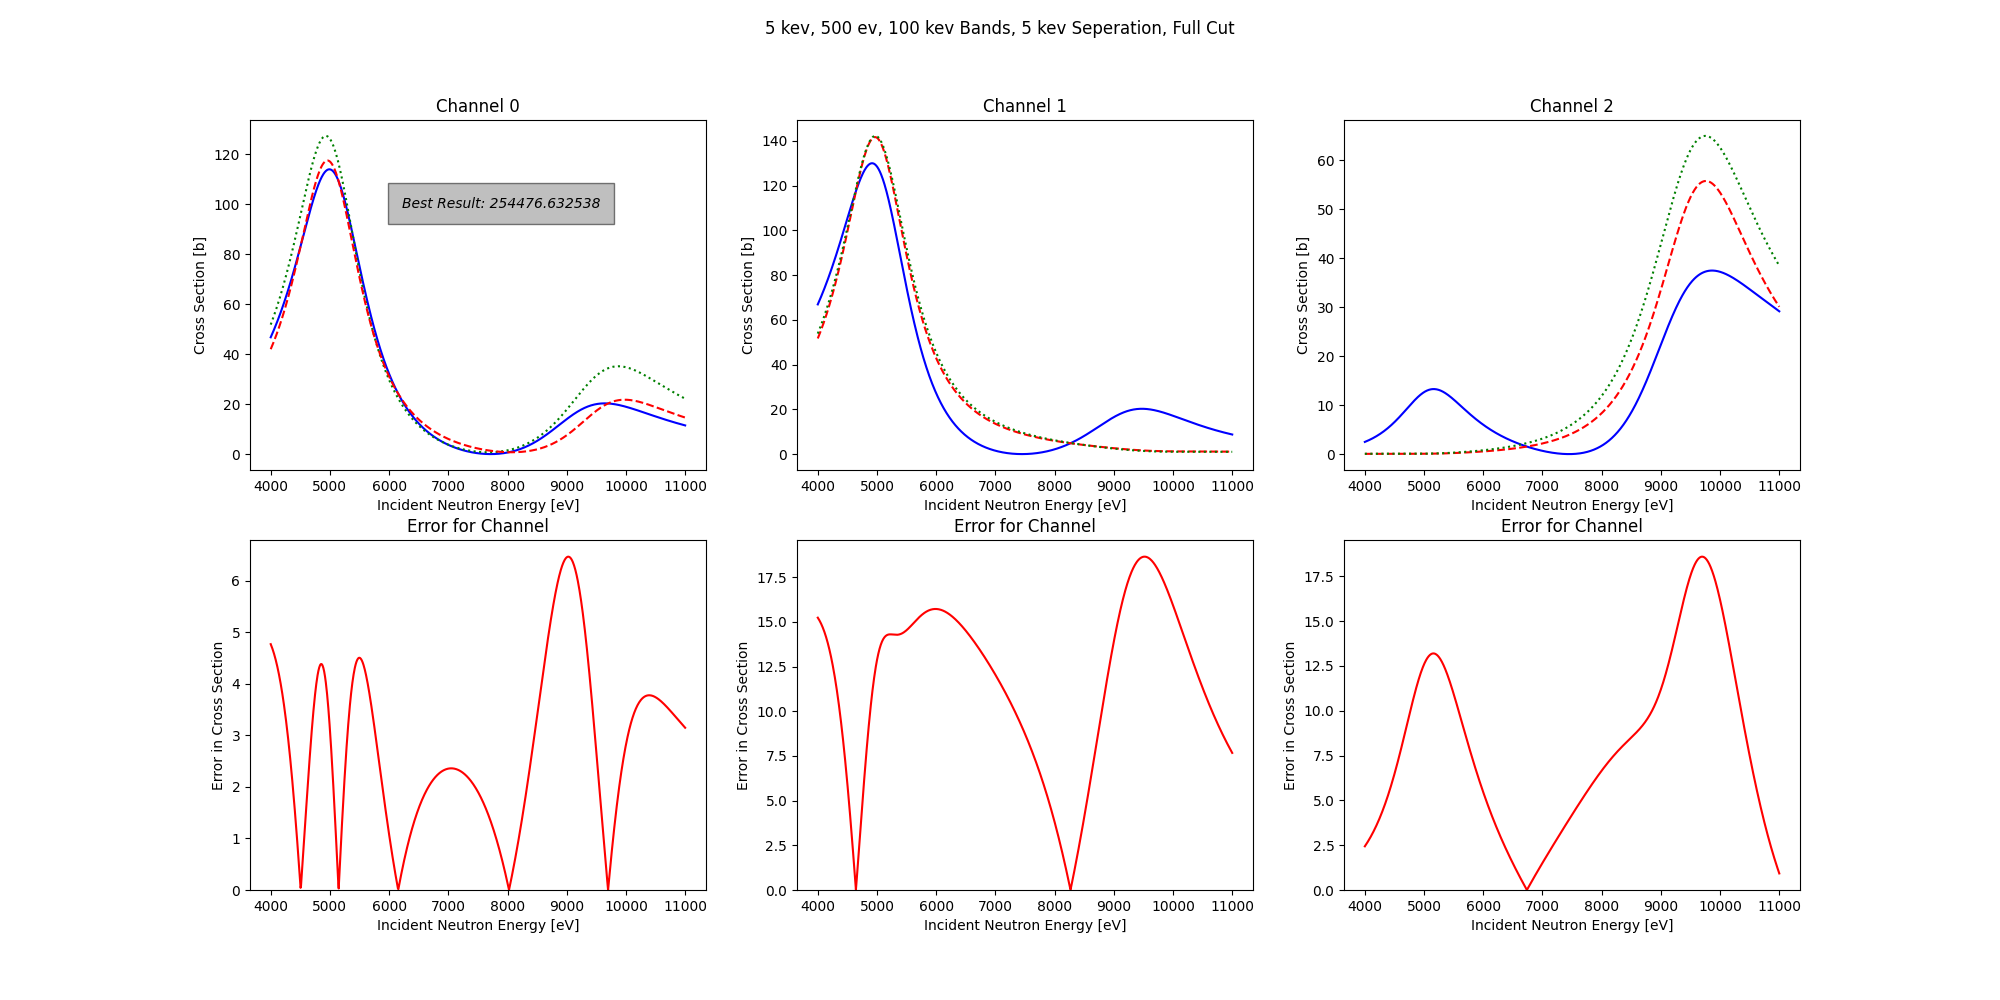 5 kev, 500 ev, 100 kev Bands, 5 kev Seperation, Full Cut
Channel 0
Cross Section [b]
120
100
80
60
40
20
0
Best Result: 254476.632538
4000 5000 6000 7000 8000 9000 10000 11000
Incident Neutron Energy [eV]
Channel 1
Cross Section [b]
140
120
100
80
60
40
20
0
4000 5000 6000 7000 8000 9000 10000 11000
Incident Neutron Energy [eV]
Channel 2
Cross Section [b]
60
50
40
30
20
10
0
4000 5000 6000 7000 8000 9000 10000 11000
Incident Neutron Energy [eV]
Error for Channel
Error in Cross Section
6
5
4
3
2
1
0
4000 5000 6000 7000 8000 9000 10000 11000
Incident Neutron Energy [eV]
Error for Channel
Error in Cross Section
17.5
15.0
12.5
10.0
7.5
5.0
2.5
0.0
4000 5000 6000 7000 8000 9000 10000 11000
Incident Neutron Energy [eV]
Error for Channel
Error in Cross Section
17.5
15.0
12.5
10.0
7.5
5.0
2.5
0.0
4000 5000 6000 7000 8000 9000 10000 11000
Incident Neutron Energy [eV]